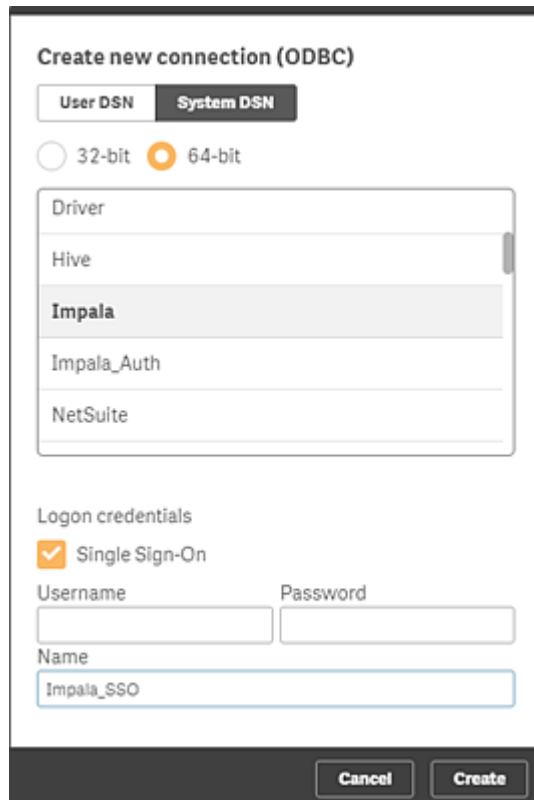 Create new connection (ODBC)
User DSN System DSN
32-bit 64-bit
Driver
Hive
Impala
Impala_Auth
NetSuite
Logon credentials
Single Sign-On
Username Password
Name
Impala_SSO
Cancel Create